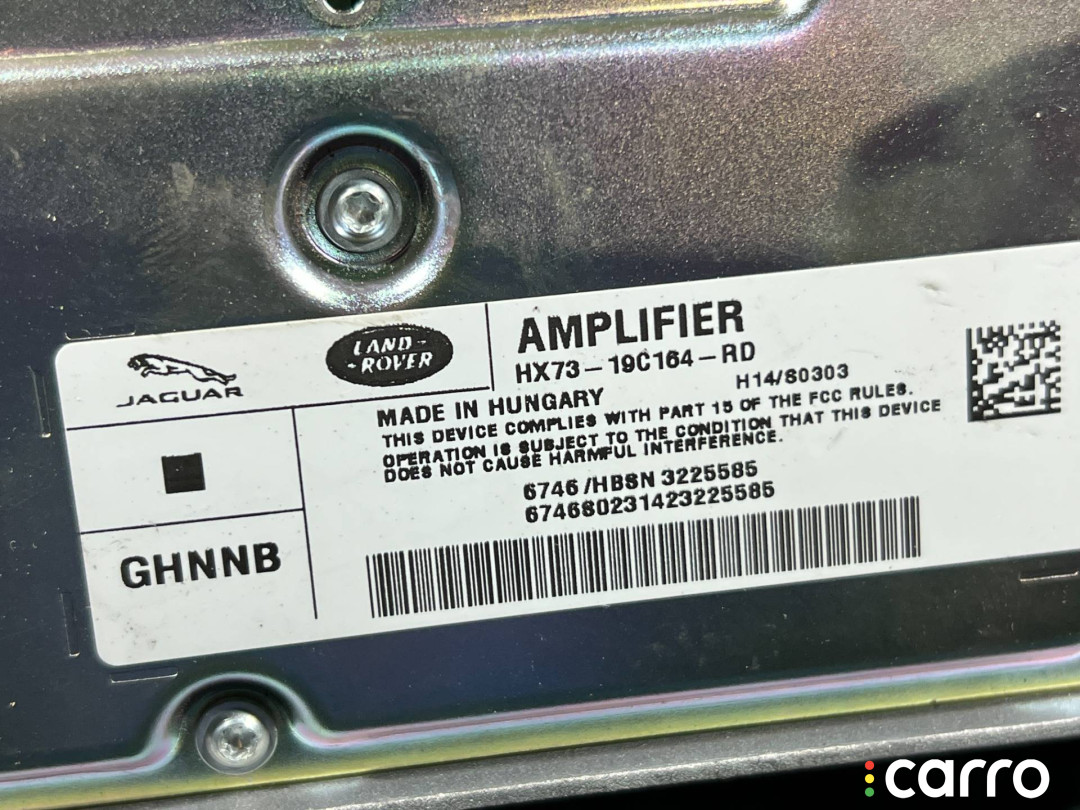 JAGUAR
LAND-
-ROVER
AMPLIFIER
HX73-19C164-RD
H14/80303
MADE IN HUNGARY
THIS DEVICE COMPLIES WITH PART 15 OF THE FCC RULES.
OPERATION IS SUBJECT TO THE CONDITION THAT THIS DEVICE
DOES NOT CAUSE HARMFUL INTERFERENCE.
6746/HBSN 3225585
674680231423225585
GHNNB
carro